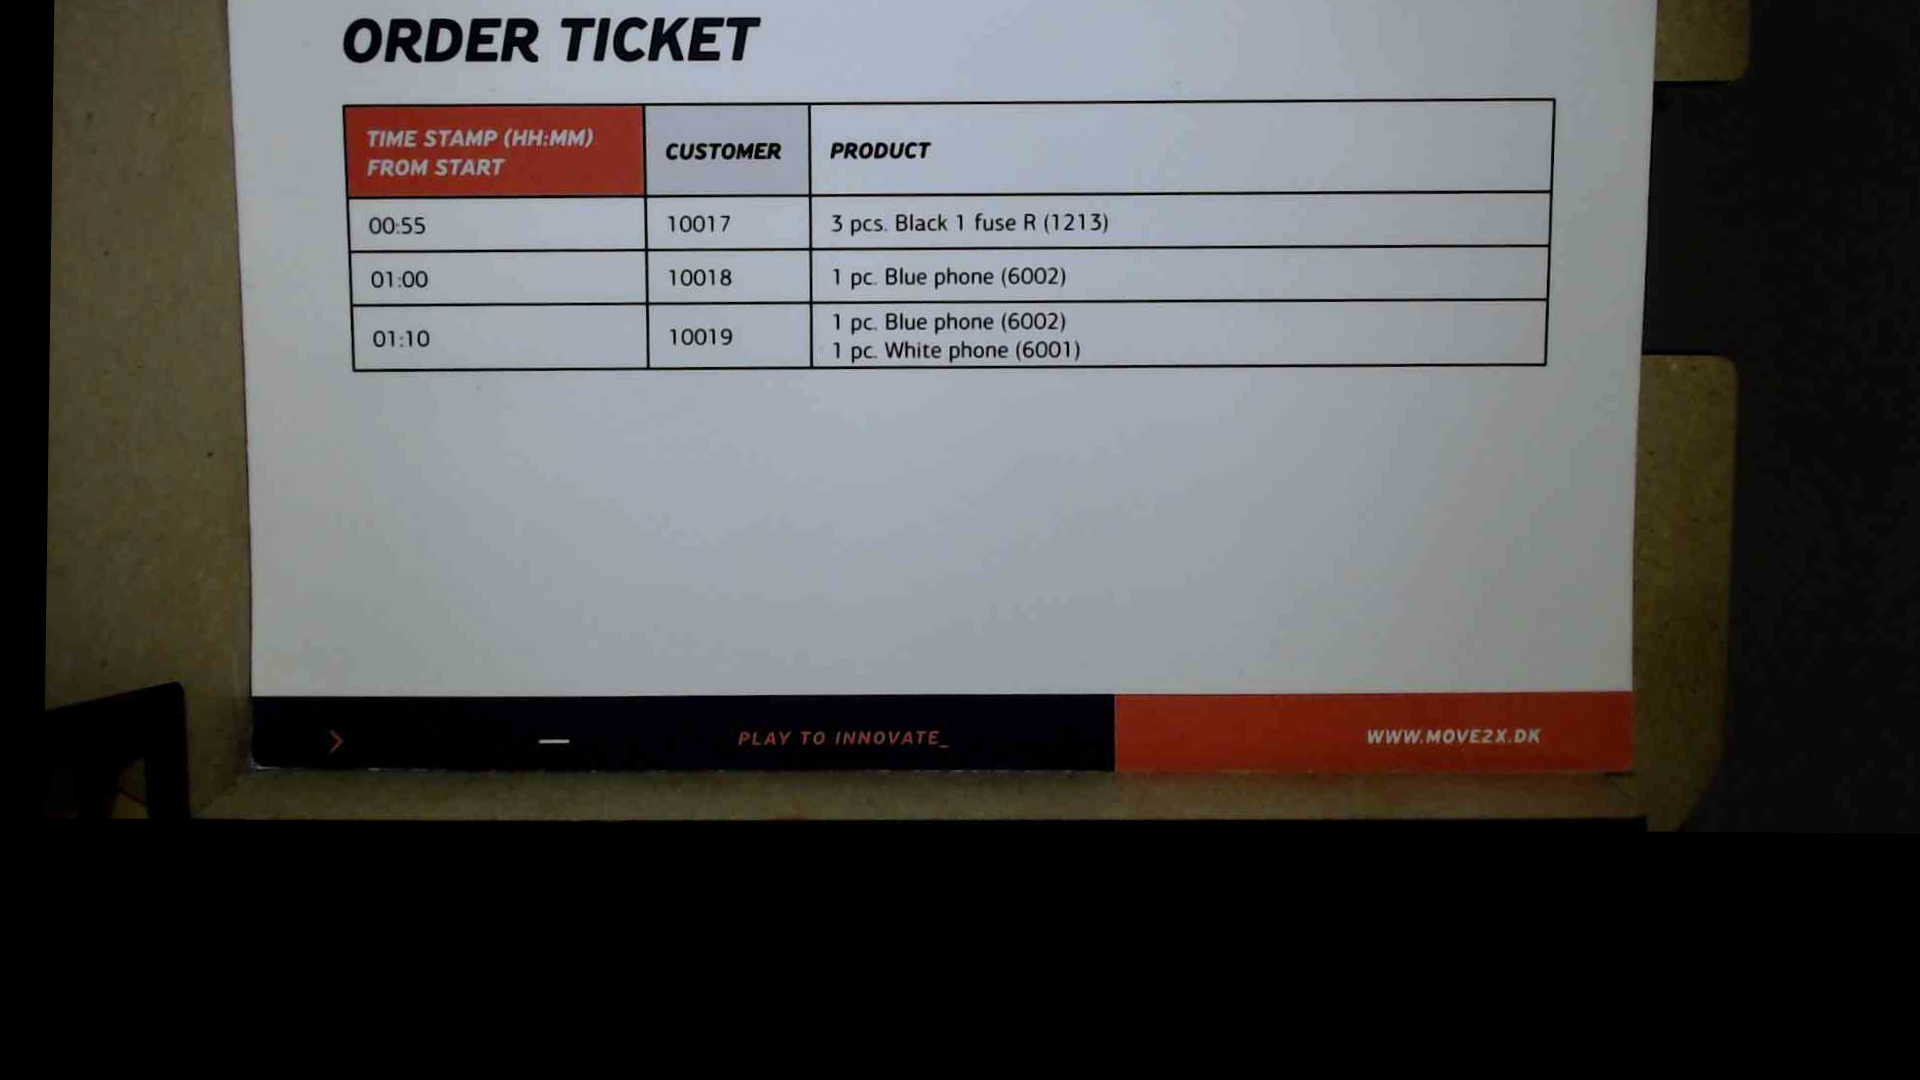 ORDER TICKET
TIME STAMP (HH:MM)
FROM START
CUSTOMER
PRODUCT
00:55
10017
3 pcs. Black 1 fuse R (1213)
01:00
10018
1 pc. Blue phone (6002)
01:10
10019
1 pc. Blue phone (6002)
1 pc. White phone (6001)
PLAY TO INNOVATE_
WWW.MOVE2X.DK